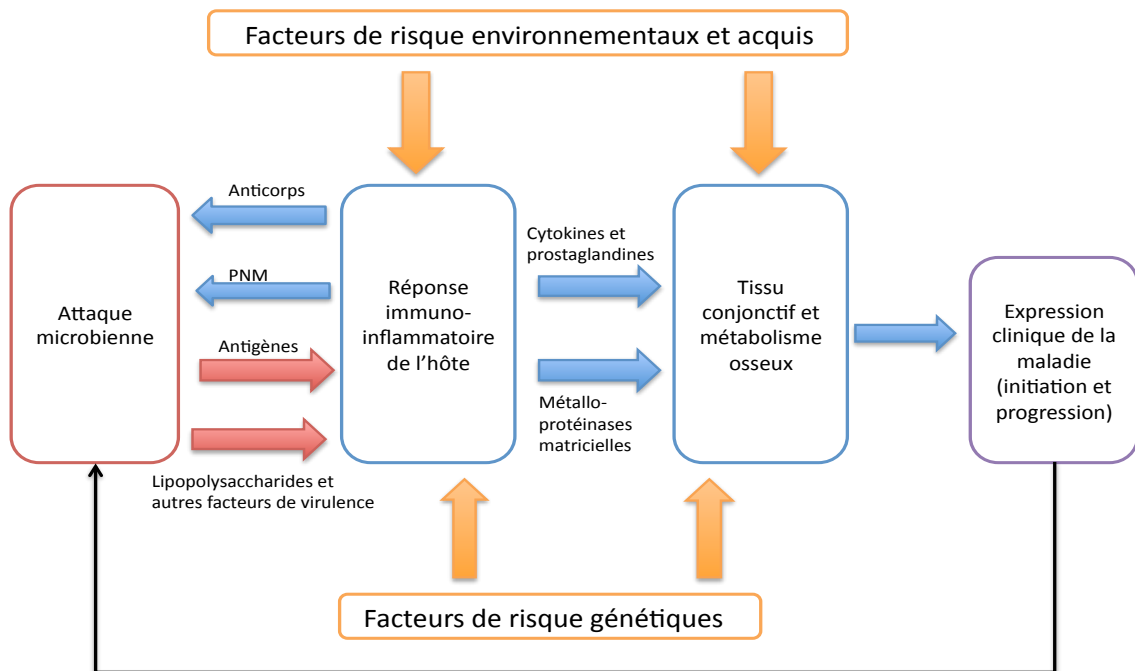 Facteurs de risque environnementaux et acquis
Anticorps
PNM
Antigènes
Lipopolysaccharides et
autres facteurs de virulence
Attaque
microbienne
Réponse
immuno-
inflammatoire
de l'hôte
Cytokines et
prostaglandines
Métallo-
protéinases
matricielles
Tissu
conjonctif et
métabolisme
osseux
Expression
clinique de la
maladie
(initiation et
progression)
Facteurs de risque génétiques